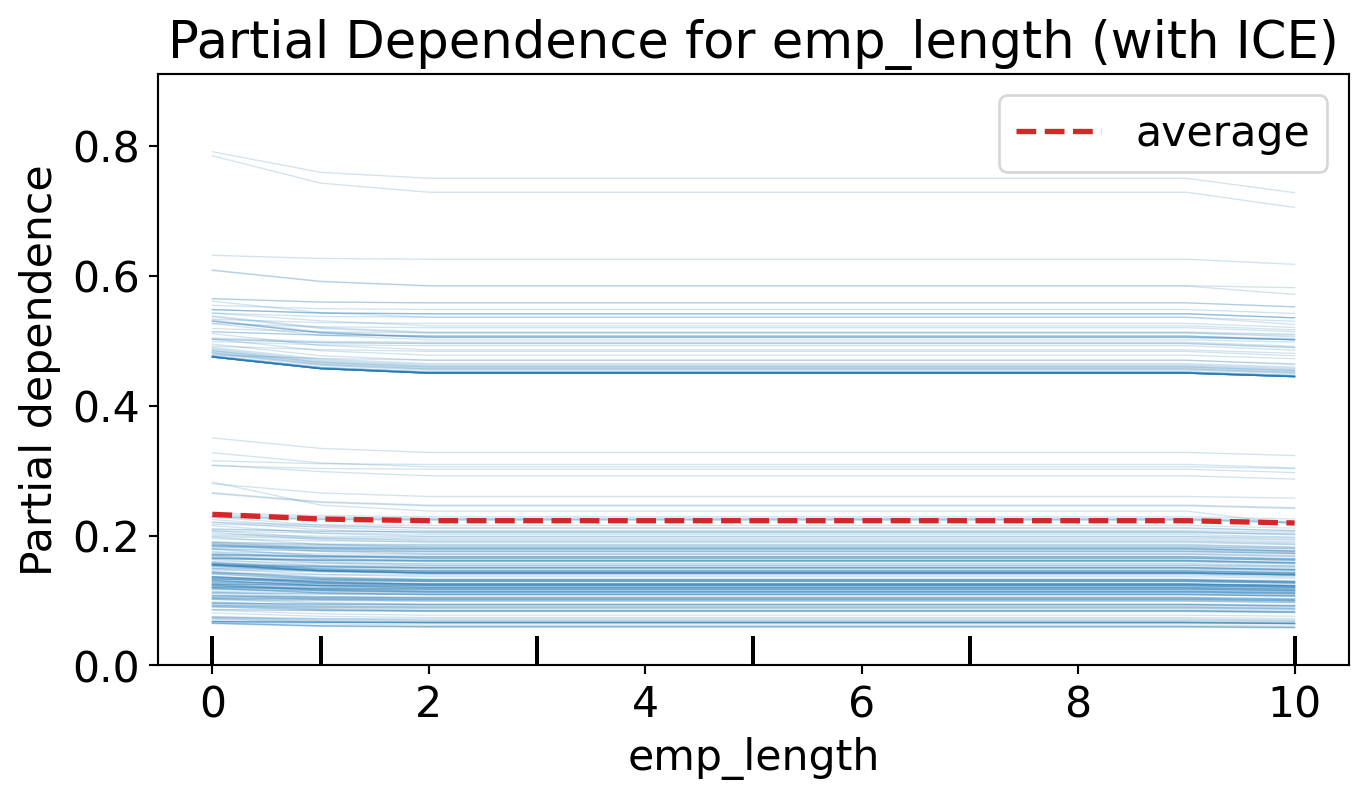 Partial Dependence for emp_length (with ICE)
average
Partial dependence
0.8
0.6
0.4
0.2
0.0
0 2 4 6 8 10
emp_length